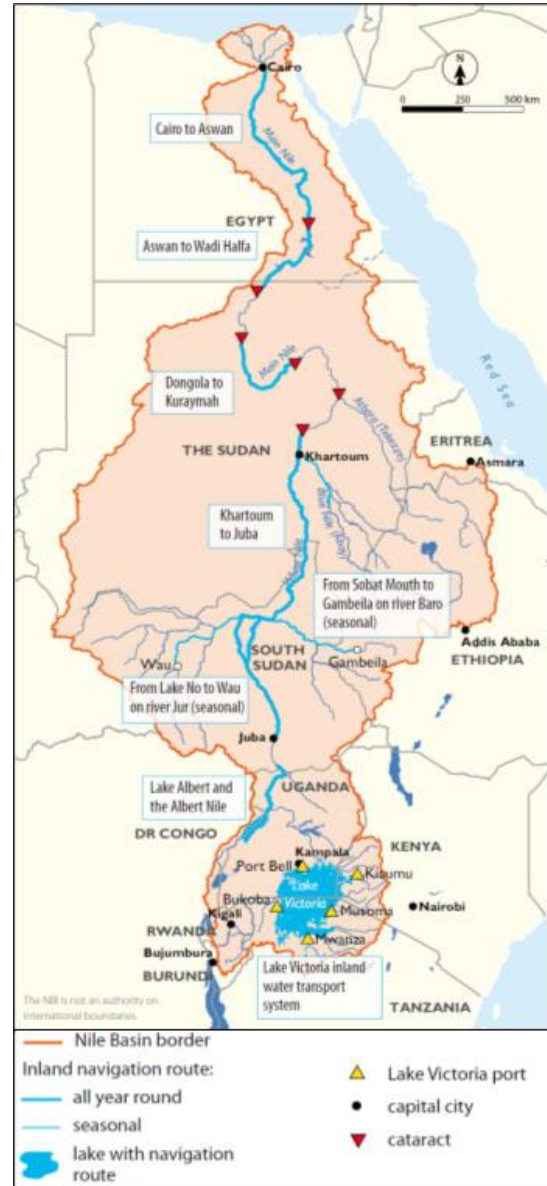 Cairo
N
0 250 500 km
Cairo to Aswan
Main Nile
EGYPT
Aswan to Wadi Halfa
Red Sea
Main Nile
Dongola to
Kuraymah
Atbara (Tekezze)
THE SUDAN
Khartoum
ERITREA
Asmara
Khartoum
to Juba
Blue Nile (Abay)
White Nile
From Sobat Mouth to
Gambeila on river Baro
(seasonal)
Addis Ababa
ETHIOPIA
SOUTH
SUDAN
Wau
Gambeila
From Lake No to Wau
on river Jur (seasonal)
Juba
Lake Albert and
the Albert Nile
UGANDA
DR CONGO
KENYA
Kampala
Port Bell
Kisumu
Lake
Victoria
Bukoba
Musoma
Kigali
Nairobi
RWANDA
Mwanza
Bujumbura
BURUNDI
Lake Victoria inland
water transport
system
The NBI is not an authority on
international boundaries.
TANZANIA
Nile Basin border
Inland navigation route:
all year round
seasonal
lake with navigation
route
Lake Victoria port
capital city
cataract